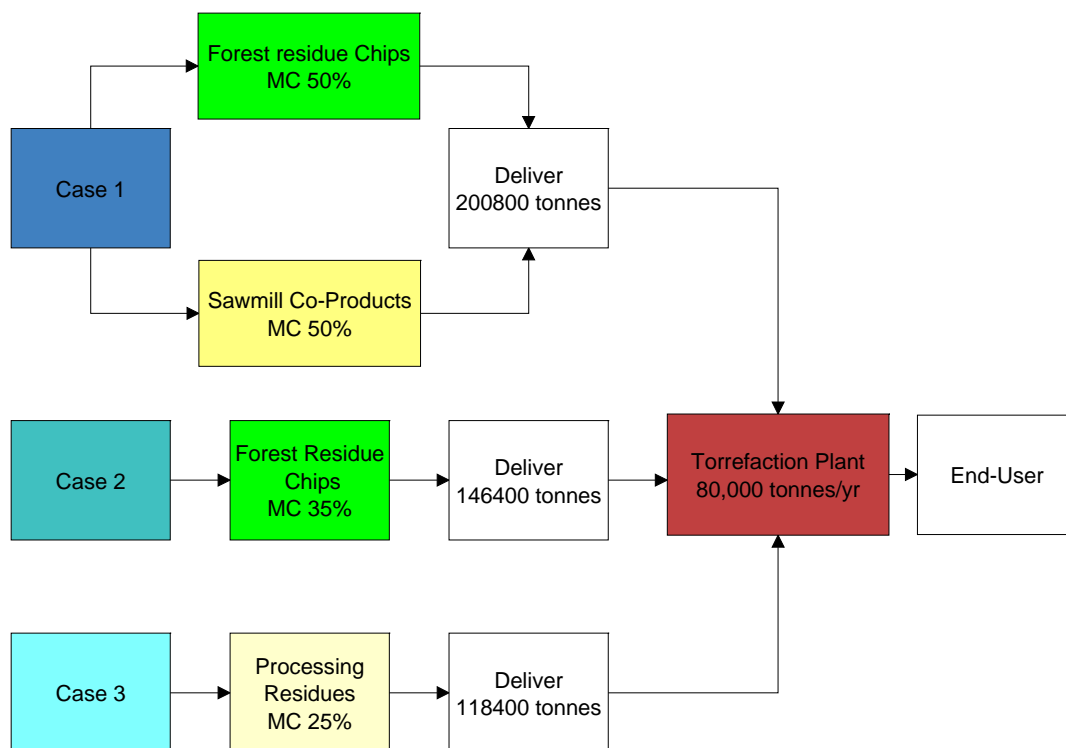 Forest residue Chips
MC 50%
Case 1
Deliver
200800 tonnes
Sawmill Co-Products
MC 50%
Case 2
Forest Residue
Chips
MC 35%
Deliver
146400 tonnes
Torrefaction Plant
80,000 tonnes/yr
End-User
Case 3
Processing
Residues
MC 25%
Deliver
118400 tonnes